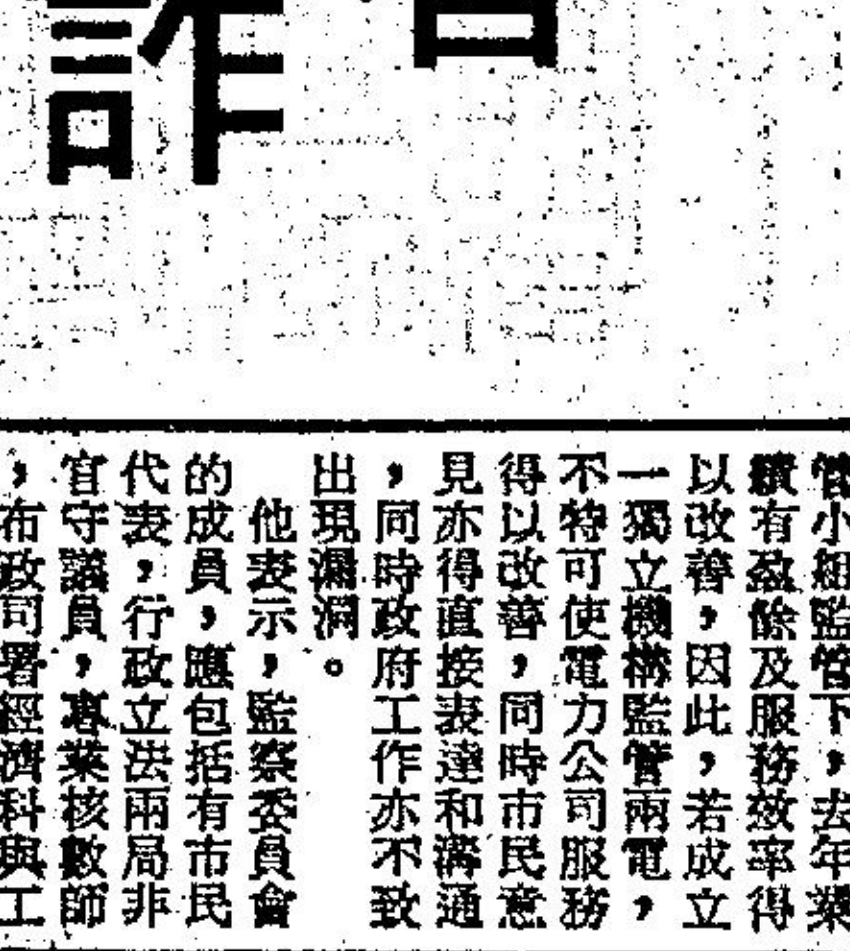 詐
管小組監管下，去年業
績有盈餘及服務效率得
以改善，因此，若成立
一獨立機構監管兩電，
不特可使電力公司服務
得以改善，同時市民意
見亦得直接表達和溝通
，同時政府工作亦不致
出現漏洞。
他表示，監察委員會
的成員，應包括有市民
代表，行政立法兩局非
官守議員，專業核數師
，布政司署經濟科與工